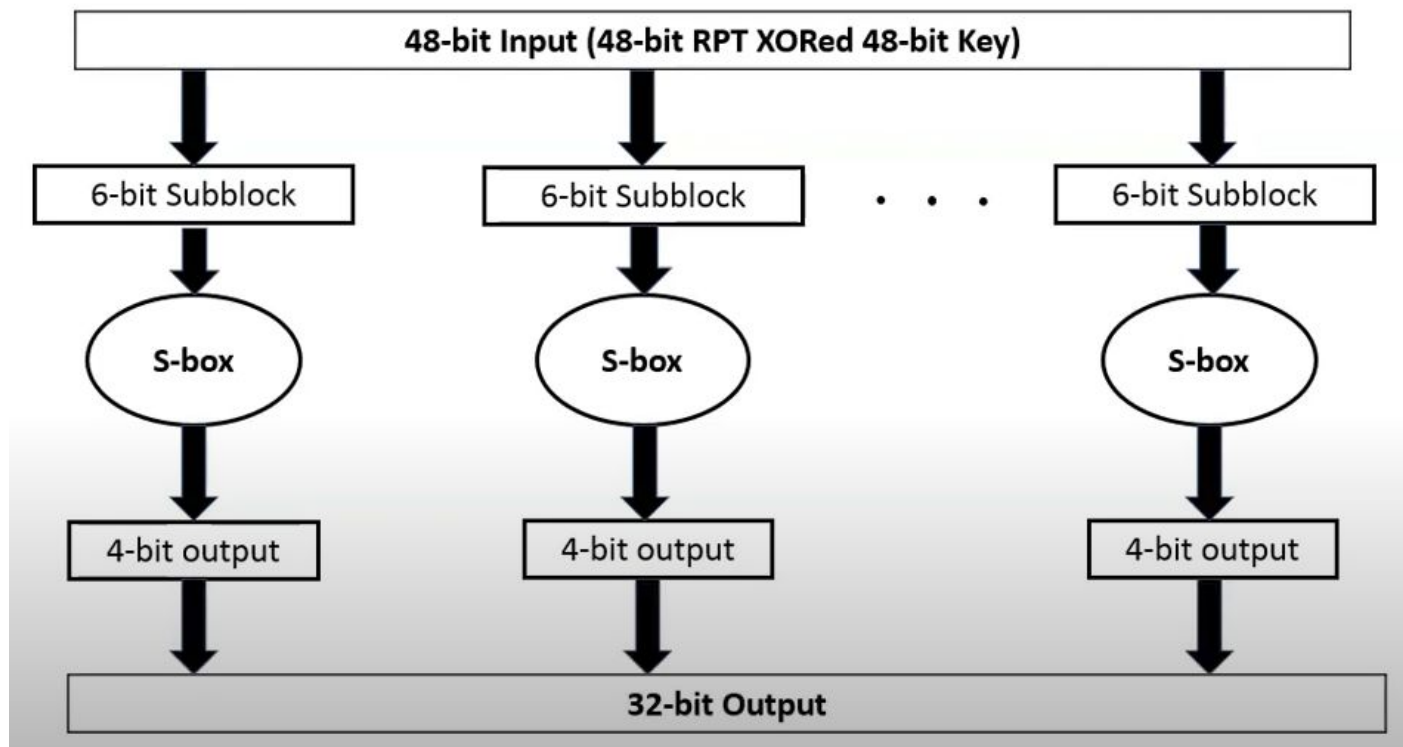 48-bit Input (48-bit RPT XORed 48-bit Key)
6-bit Subblock
6-bit Subblock
. . .
6-bit Subblock
S-box
S-box
S-box
4-bit output
4-bit output
4-bit output
32-bit Output